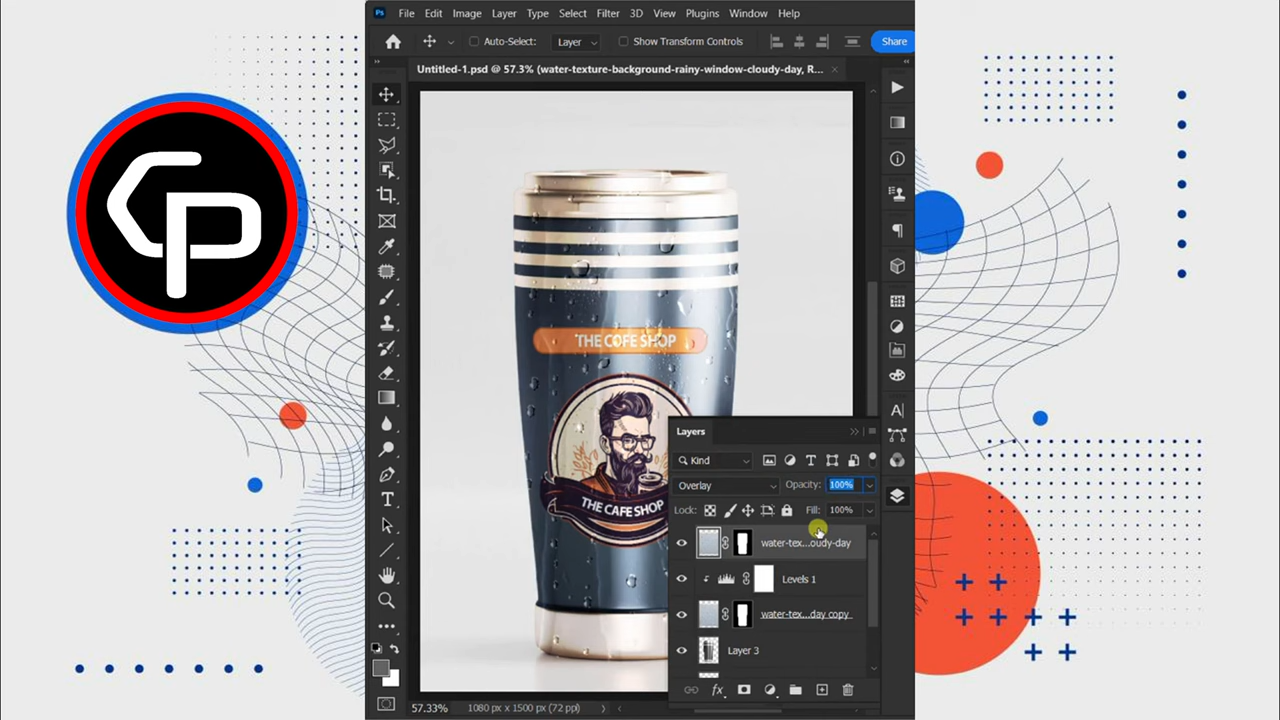 CP
Ps File Edit Image Layer Type Select Filter 3D View Plugins Window Help
Auto-Select: Layer Show Transform Controls Share
Untitled-1.psd @ 57.3% (water-texture-background-rainy-window-cloudy-day, R... ×
THE COFE SHOP
THE COFE SHOP
Layers
Kind
Overlay Opacity: 100%
Lock: Fill: 100%
water-tex...oudy-day
Levels 1
water-tex...day copy
Layer 3
fx
57.33% 1080 px x 1500 px (72 ppi)